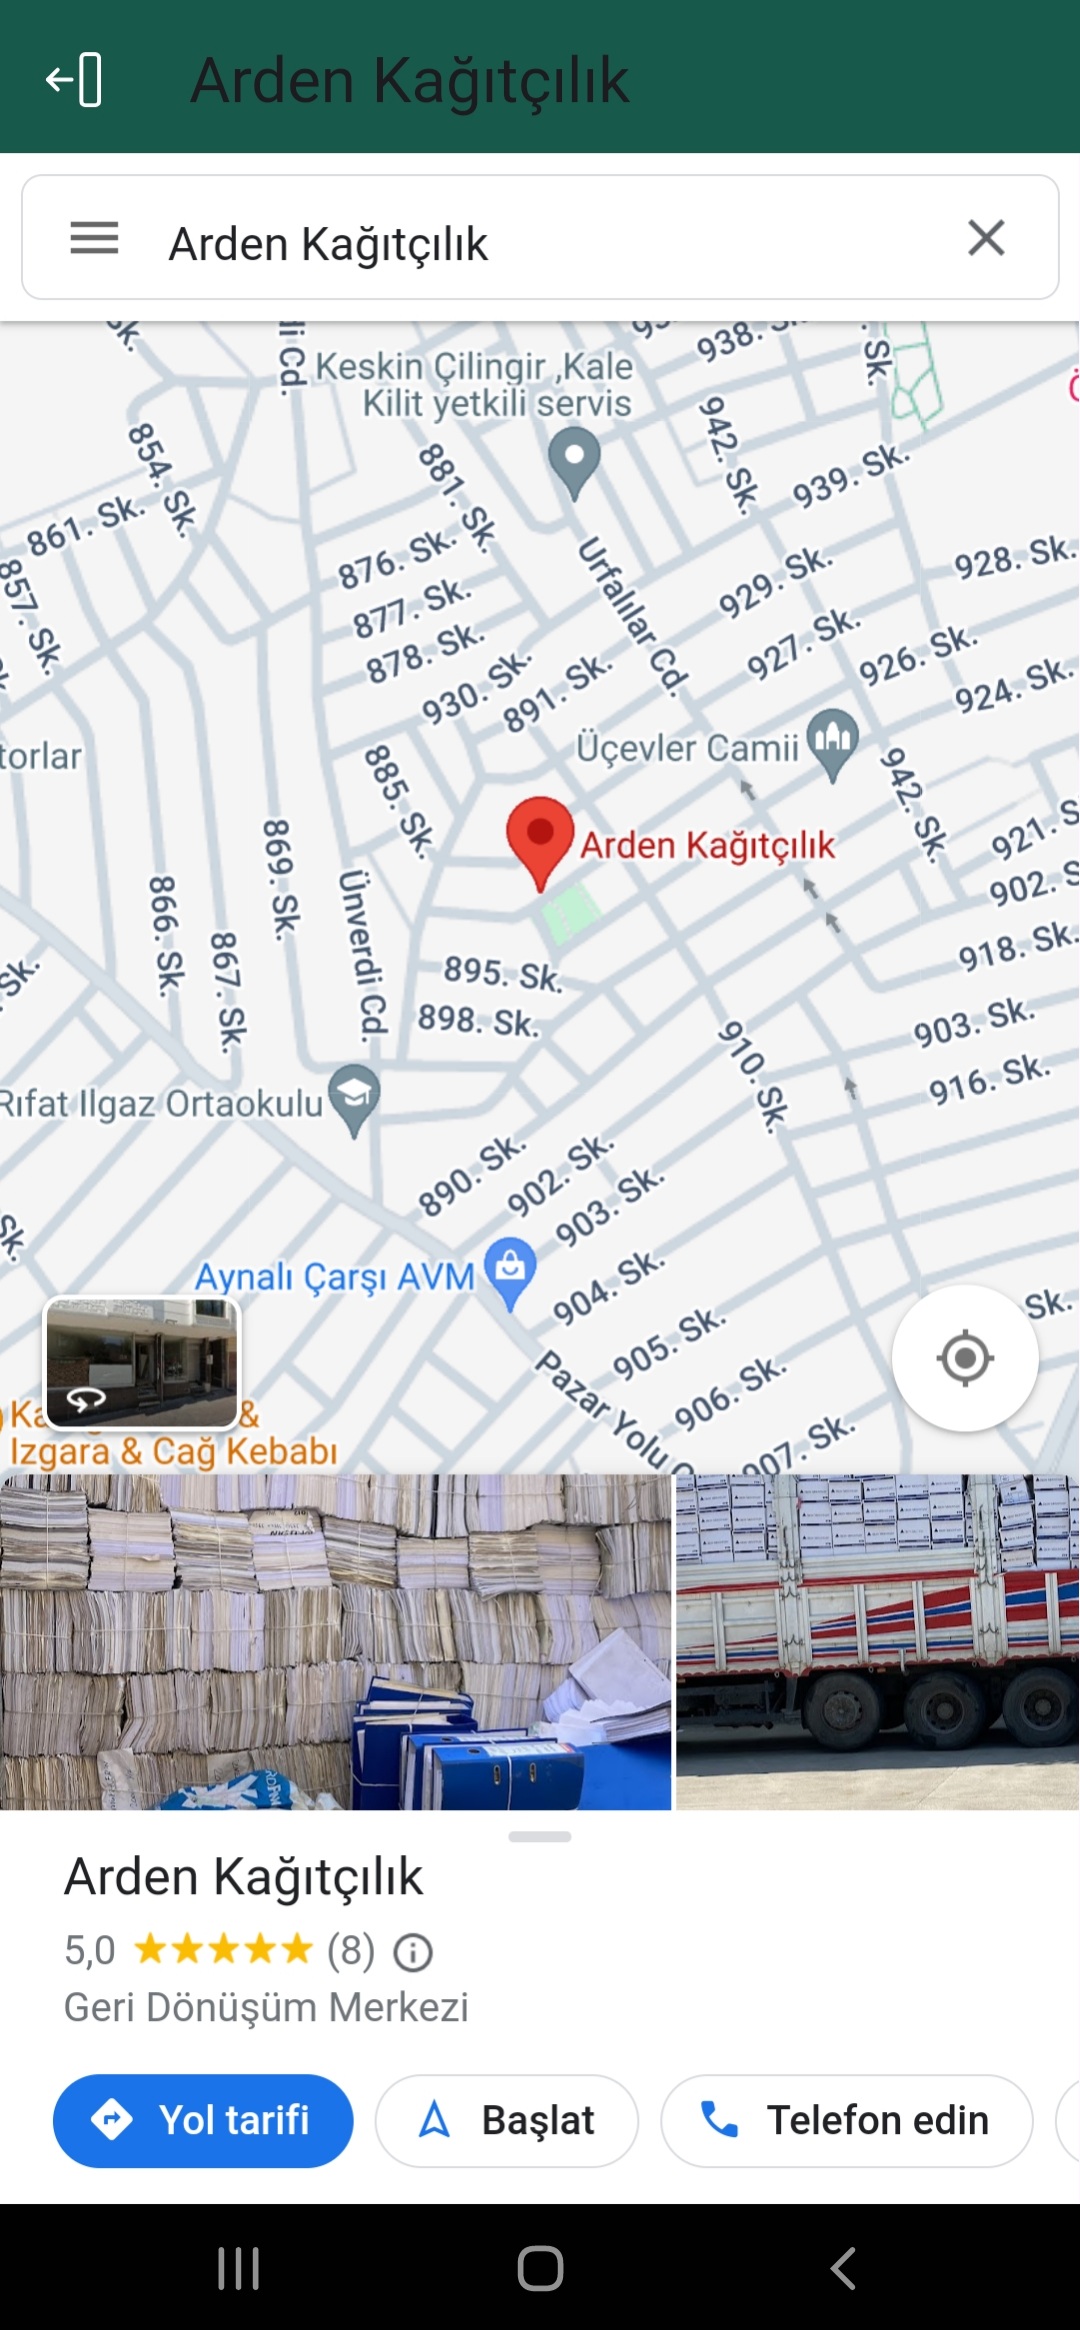 Arden Kağıtçılık
Arden Kağıtçılık
Sk.
938.
Sk.
Keskin Çilingir ,Kale
Kilit yetkili servis
854. Sk.
881. Sk.
942. Sk.
939. Sk.
861. Sk.
876. Sk.
Urfalılar Cd.
929. Sk.
928. Sk.
857. Sk.
877. Sk.
878. Sk.
927. Sk.
926. Sk.
930. Sk.
891. Sk.
924. Sk.
torlar
Üçevler Camii
885. Sk.
942. Sk.
Arden Kağıtçılık
921. S
869. Sk.
902. S
866. Sk.
867. Sk.
Ünverdi Cd.
918. Sk.
Sk.
895. Sk.
898. Sk.
903. Sk.
910. Sk.
916. Sk.
Rıfat Ilgaz Ortaokulu
890. Sk.
902. Sk.
903. Sk.
Sk.
Aynalı Çarşı AVM
904. Sk.
Sk.
905. Sk.
Pazar Yolu C
906. Sk.
907. Sk.
Ka &
Izgara & Cağ Kebabı
Arden Kağıtçılık
5,0 (8)
Geri Dönüşüm Merkezi
Yol tarifi
Başlat
Telefon edin